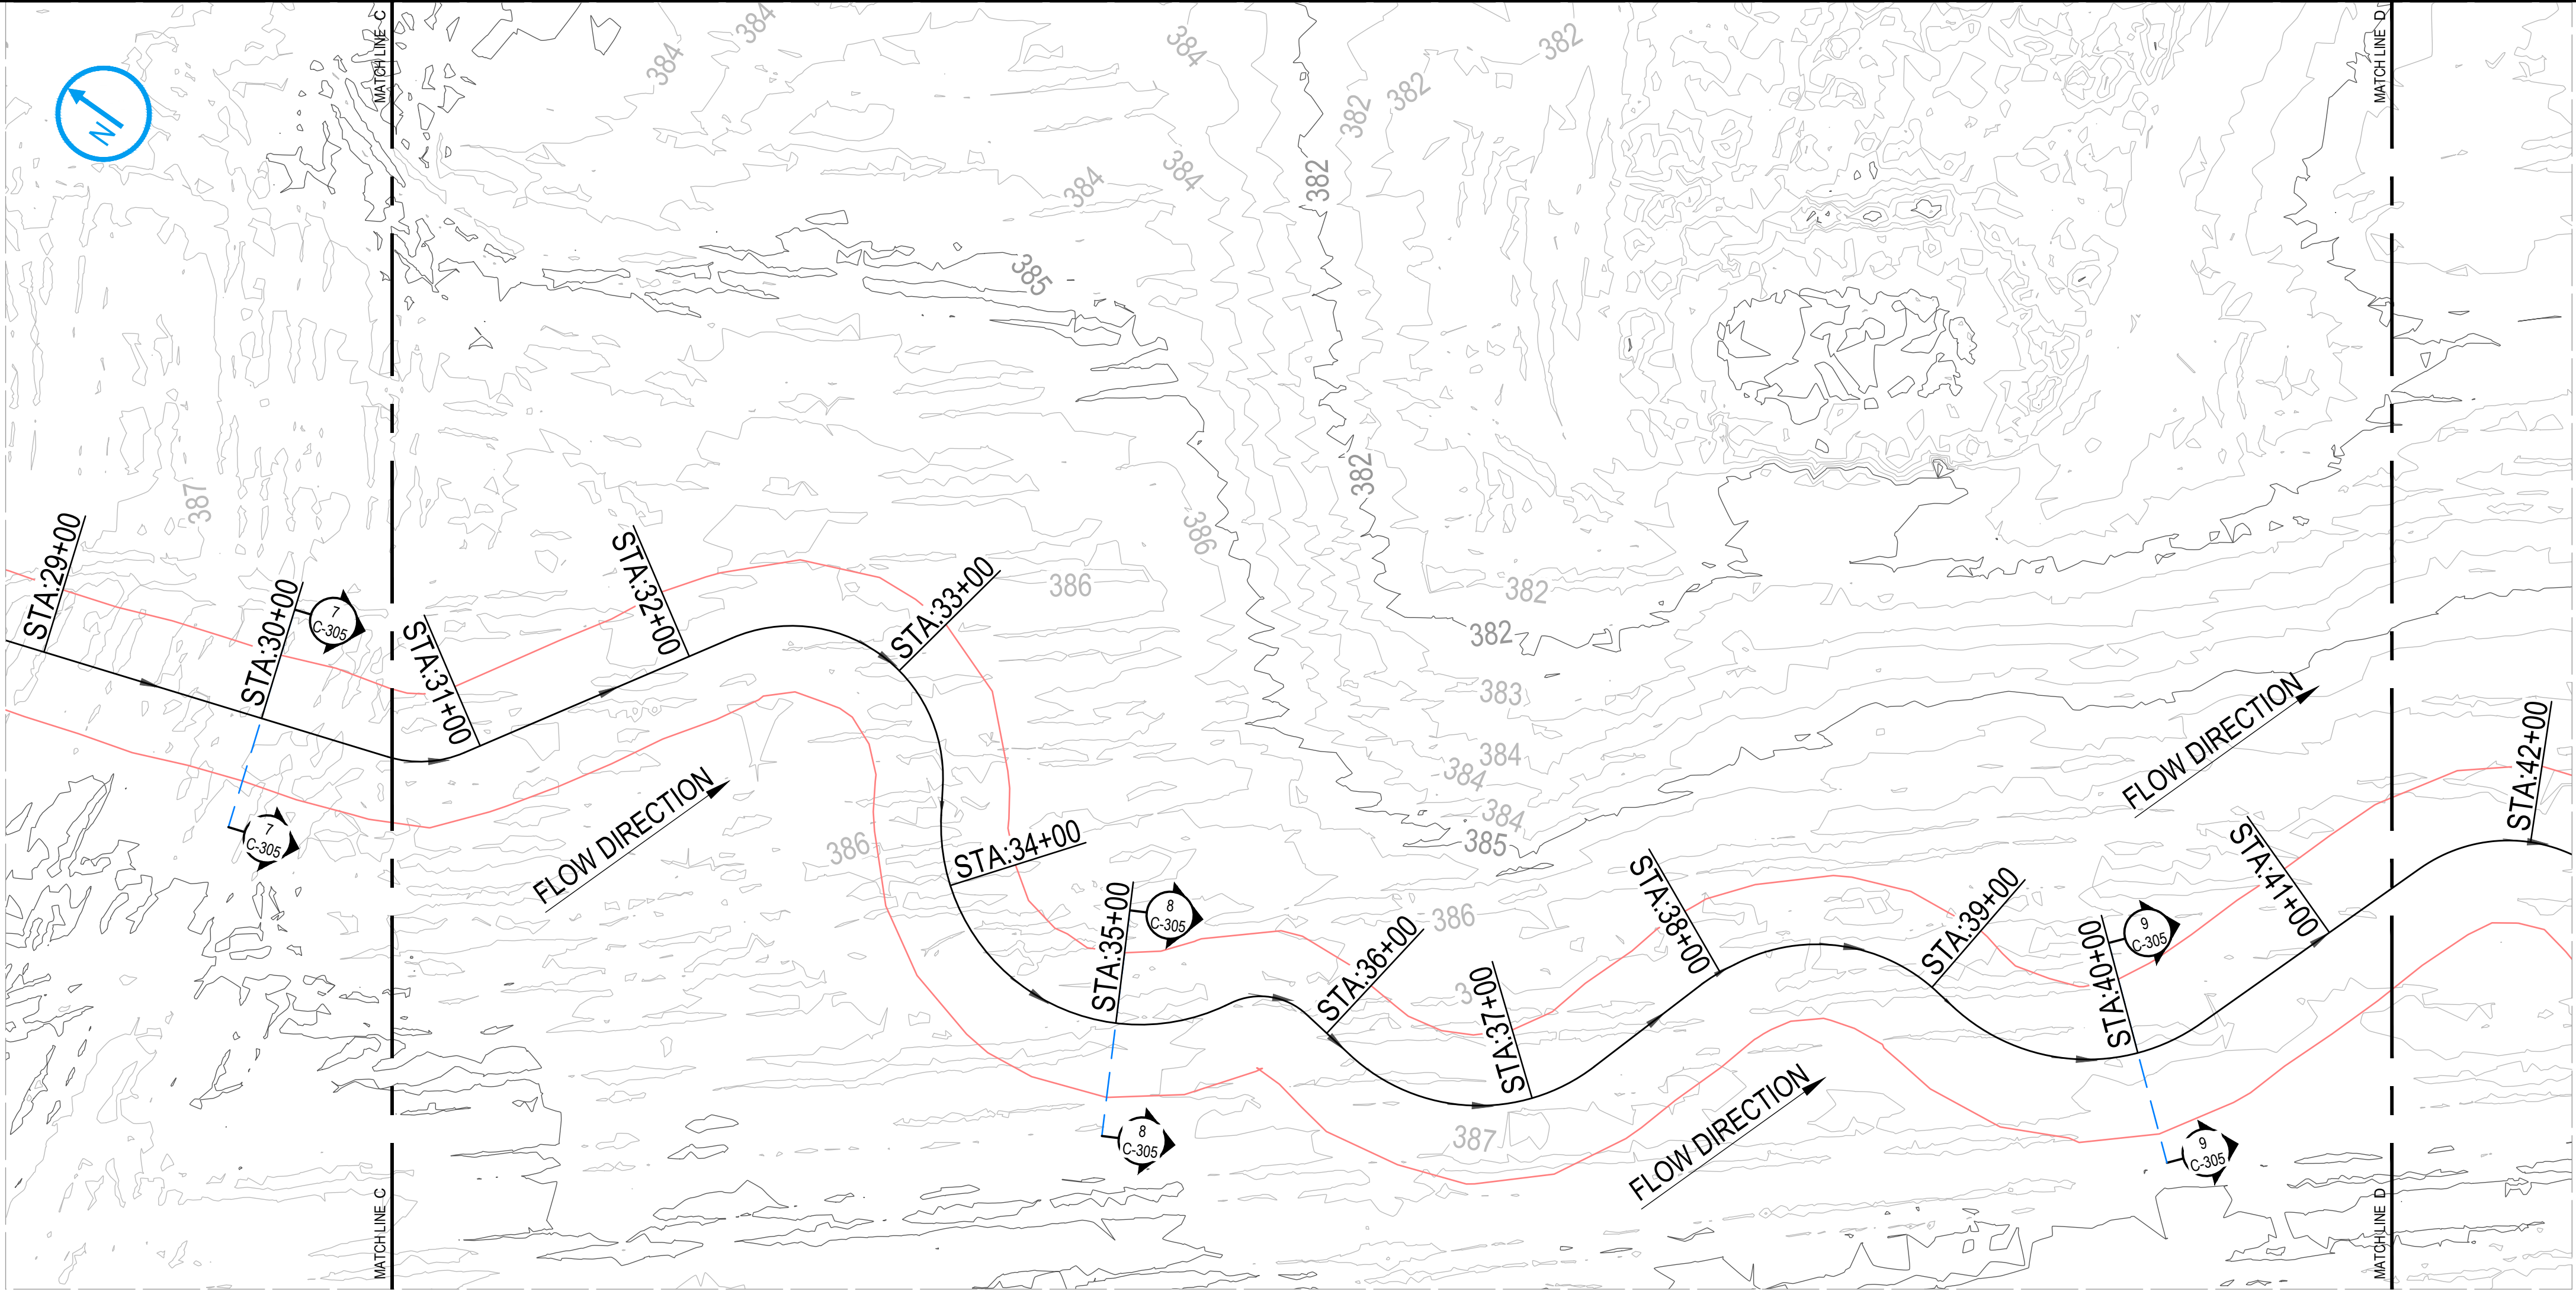 MATCH LINE C
MATCH LINE D
N
384
384
384
382
382
382
384
384
382
385
382
387
386
386
382
382
383
384
384
384
385
386
386
387
STA:29+00
STA:30+00
7
C-305
STA:31+00
STA:32+00
STA:33+00
STA:34+00
STA:35+00
8
C-305
STA:36+00
STA:37+00
STA:38+00
STA:39+00
STA:40+00
9
C-305
STA:41+00
STA:42+00
7
C-305
8
C-305
9
C-305
FLOW DIRECTION
FLOW DIRECTION
FLOW DIRECTION
MATCH LINE C
MATCH LINE D